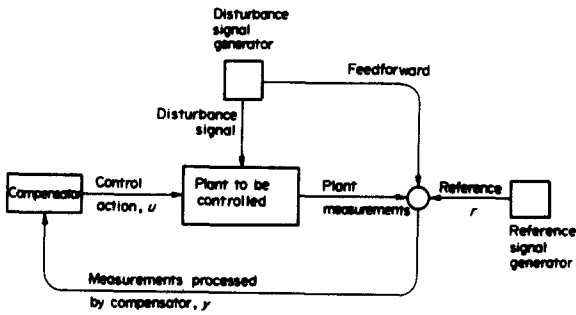 Disturbance
signal
generator
Feedforward
Disturbance
signal
Compensator
Control
action, u
Plant to be
controlled
Plant
measurements
Reference
r
Reference
signal
generator
Measurements processed
by compensator, y